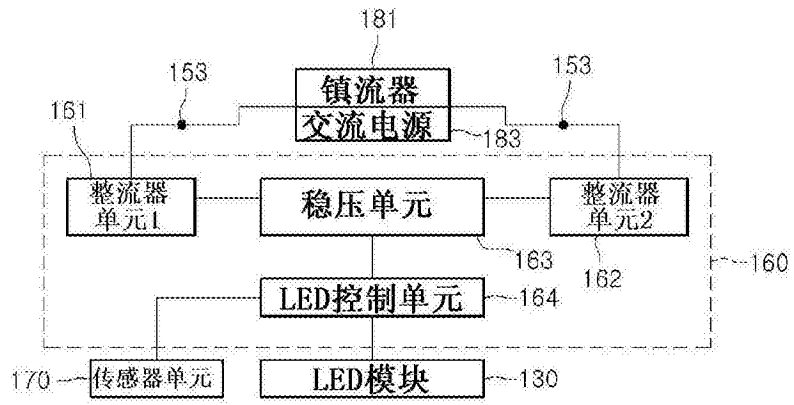 181
153
镇流器
153
161
交流电源
183
整流器
单元1
稳压单元
整流器
单元2
163
162
160
LED控制单元
164
170
传感器单元
LED模块
130